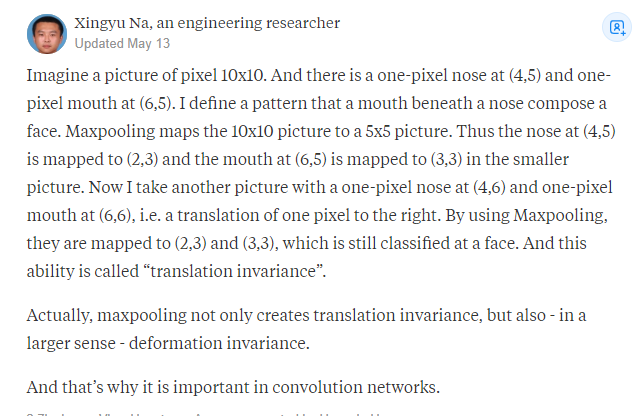 Xingyu Na, an engineering researcher
Updated May 13
Imagine a picture of pixel 10x10. And there is a one-pixel nose at (4,5) and one-
pixel mouth at (6,5). I define a pattern that a mouth beneath a nose compose a
face. Maxpooling maps the 10x10 picture to a 5x5 picture. Thus the nose at (4,5)
is mapped to (2,3) and the mouth at (6,5) is mapped to (3,3) in the smaller
picture. Now I take another picture with a one-pixel nose at (4,6) and one-pixel
mouth at (6,6), i.e. a translation of one pixel to the right. By using Maxpooling,
they are mapped to (2,3) and (3,3), which is still classified at a face. And this
ability is called “translation invariance”.
Actually, maxpooling not only creates translation invariance, but also - in a
larger sense - deformation invariance.
And that’s why it is important in convolution networks.